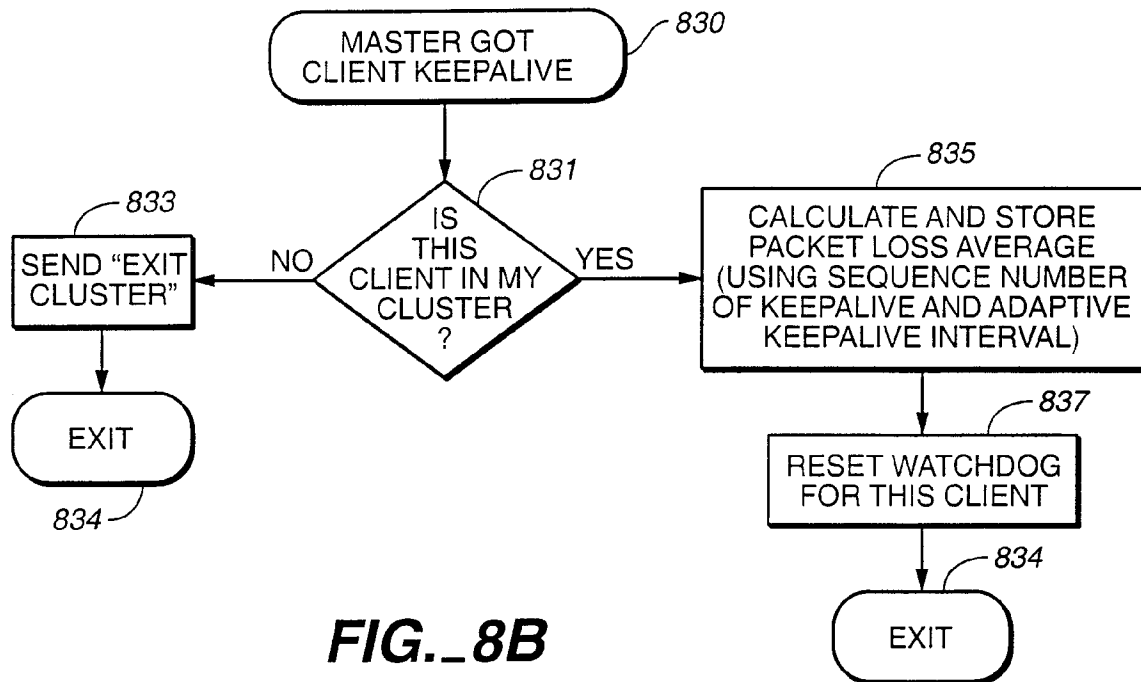 MASTER GOT
CLIENT KEEPALIVE
830
831
IS
THIS
CLIENT IN MY
CLUSTER
?
NO
YES
833
SEND “EXIT
CLUSTER”
EXIT
834
835
CALCULATE AND STORE
PACKET LOSS AVERAGE
(USING SEQUENCE NUMBER
OF KEEPALIVE AND ADAPTIVE
KEEPALIVE INTERVAL)
837
RESET WATCHDOG
FOR THIS CLIENT
834
EXIT
FIG._8B